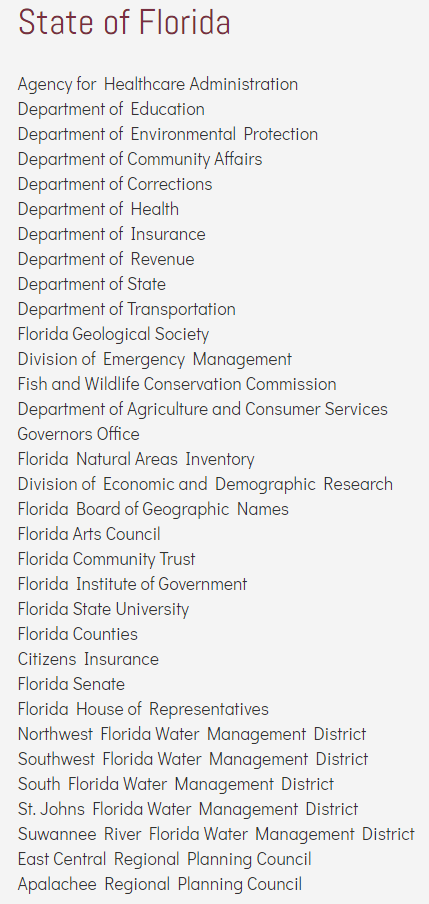 State of Florida
Agency for Healthcare Administration
Department of Education
Department of Environmental Protection
Department of Community Affairs
Department of Corrections
Department of Health
Department of Insurance
Department of Revenue
Department of State
Department of Transportation
Florida Geological Society
Division of Emergency Management
Fish and Wildlife Conservation Commission
Department of Agriculture and Consumer Services
Governors Office
Florida Natural Areas Inventory
Division of Economic and Demographic Research
Florida Board of Geographic Names
Florida Arts Council
Florida Community Trust
Florida Institute of Government
Florida State University
Florida Counties
Citizens Insurance
Florida Senate
Florida House of Representatives
Northwest Florida Water Management District
Southwest Florida Water Management District
South Florida Water Management District
St. Johns Florida Water Management District
Suwannee River Florida Water Management District
East Central Regional Planning Council
Apalachee Regional Planning Council